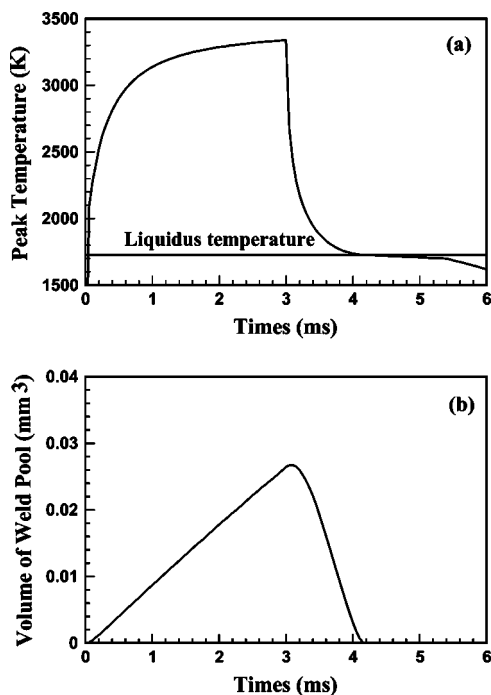 3500
(a)
3000
Peak Temperature (K)
2500
2000
Liquidus temperature
1500
0 1 2 3 4 5 6
Times (ms)
0.04
(b)
Volume of Weld Pool (mm 3)
0.03
0.02
0.01
0
0 1 2 3 4 5 6
Times (ms)